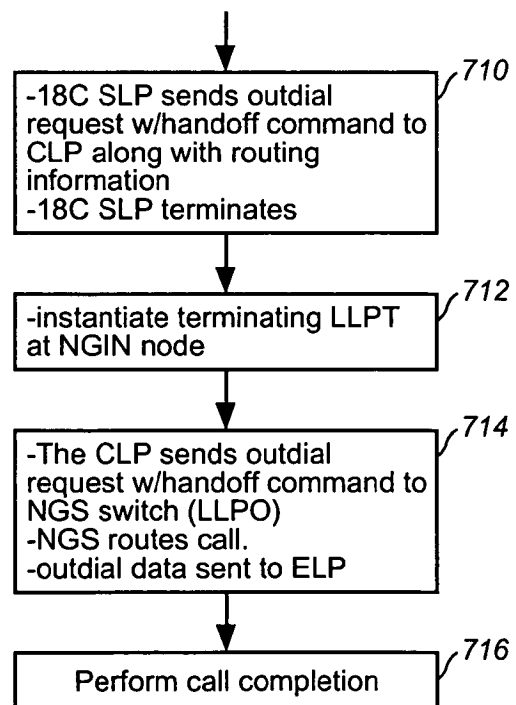 710
-18C SLP sends outdial
request w/handoff command to
CLP along with routing
information
-18C SLP terminates
712
-instantiate terminating LLPT
at NGIN node
714
-The CLP sends outdial
request w/handoff command to
NGS switch (LLPO)
-NGS routes call.
-outdial data sent to ELP
716
Perform call completion